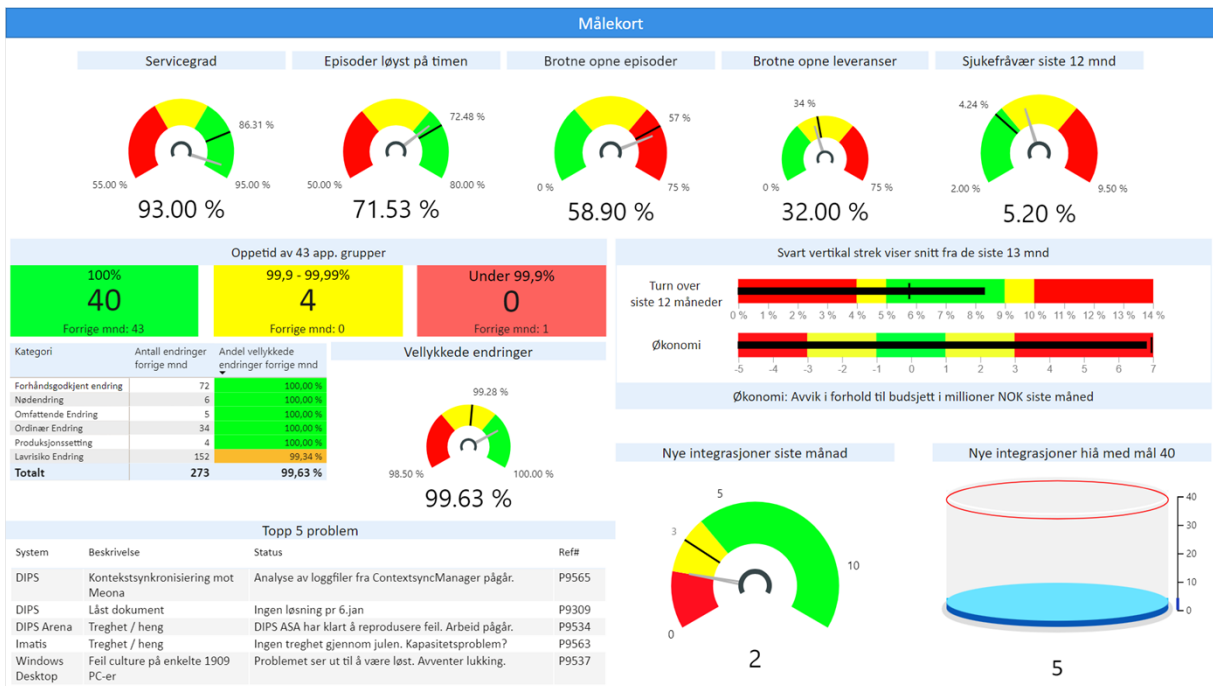 Målekort
Servicegrad
Episoder løyst på timen
Brotne opne episoder
Brotne opne leveranser
Sjukefråvær siste 12 mnd
86.31 %
55.00 %
95.00 %
93.00 %
72.48 %
50.00 %
80.00 %
71.53 %
57 %
0 %
75 %
58.90 %
34 %
0 %
75 %
32.00 %
4.24 %
2.00 %
9.50 %
5.20 %
Oppetid av 43 app. grupper
100%
40
Forrige mnd: 43
99,9 - 99,99%
4
Forrige mnd: 0
Under 99,9%
0
Forrige mnd: 1
Svart vertikal strek viser snitt fra de siste 13 mnd
Turn over
siste 12 måneder
0 % 1 % 2 % 3 % 4 % 5 % 6 % 7 % 8 % 9 % 10 % 11 % 12 % 13 % 14 %
Økonomi
-5 -4 -3 -2 -1 0 1 2 3 4 5 6 7
Økonomi: Avvik i forhold til budsjett i millioner NOK siste måned
Kategori Antall endringer Andel vellykkede
forrige mnd endringer forrige mnd
Forhåndsgodkjent endring 72 100,00 %
Nødendring 6 100,00 %
Omfattende Endring 5 100,00 %
Ordinær Endring 34 100,00 %
Produksjonssetting 4 100,00 %
Lavrisiko Endring 152 99,34 %
Totalt 273 99,63 %
Vellykkede endringer
99.28 %
98.50 %
100.00 %
99.63 %
Nye integrasjoner siste månad
5
3
10
0
2
Nye integrasjoner hiå med mål 40
40
30
20
10
0
5
Topp 5 problem
System Beskrivelse Status Ref#
DIPS Kontekstsynkronisiering mot Analyse av loggfiler fra ContextsyncManager pågår. P9565
Meona
DIPS Låst dokument Ingen løsning pr 6.jan P9309
DIPS Arena Treghet / heng DIPS ASA har klart å reprodusere feil. Arbeid pågår. P9534
Imatis Treghet / heng Ingen treghet gjennom julen. Kapasitetsproblem? P9563
Windows Feil culture på enkelte 1909 Problemet ser ut til å være løst. Avventer lukking. P9537
Desktop PC-er